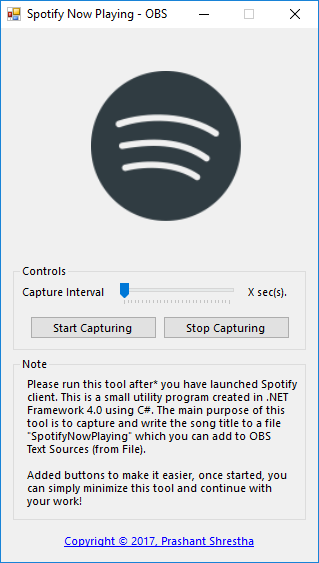 Spotify Now Playing - OBS
Controls
Capture Interval X sec(s).
Start Capturing Stop Capturing
Note
Please run this tool after* you have launched Spotify
client. This is a small utility program created in .NET
Framework 4.0 using C#. The main purpose of this
tool is to capture and write the song title to a file
"SpotifyNowPlaying" which you can add to OBS
Text Sources (from File).
Added buttons to make it easier, once started, you
can simply minimize this tool and continue with
your work!
Copyright © 2017, Prashant Shrestha